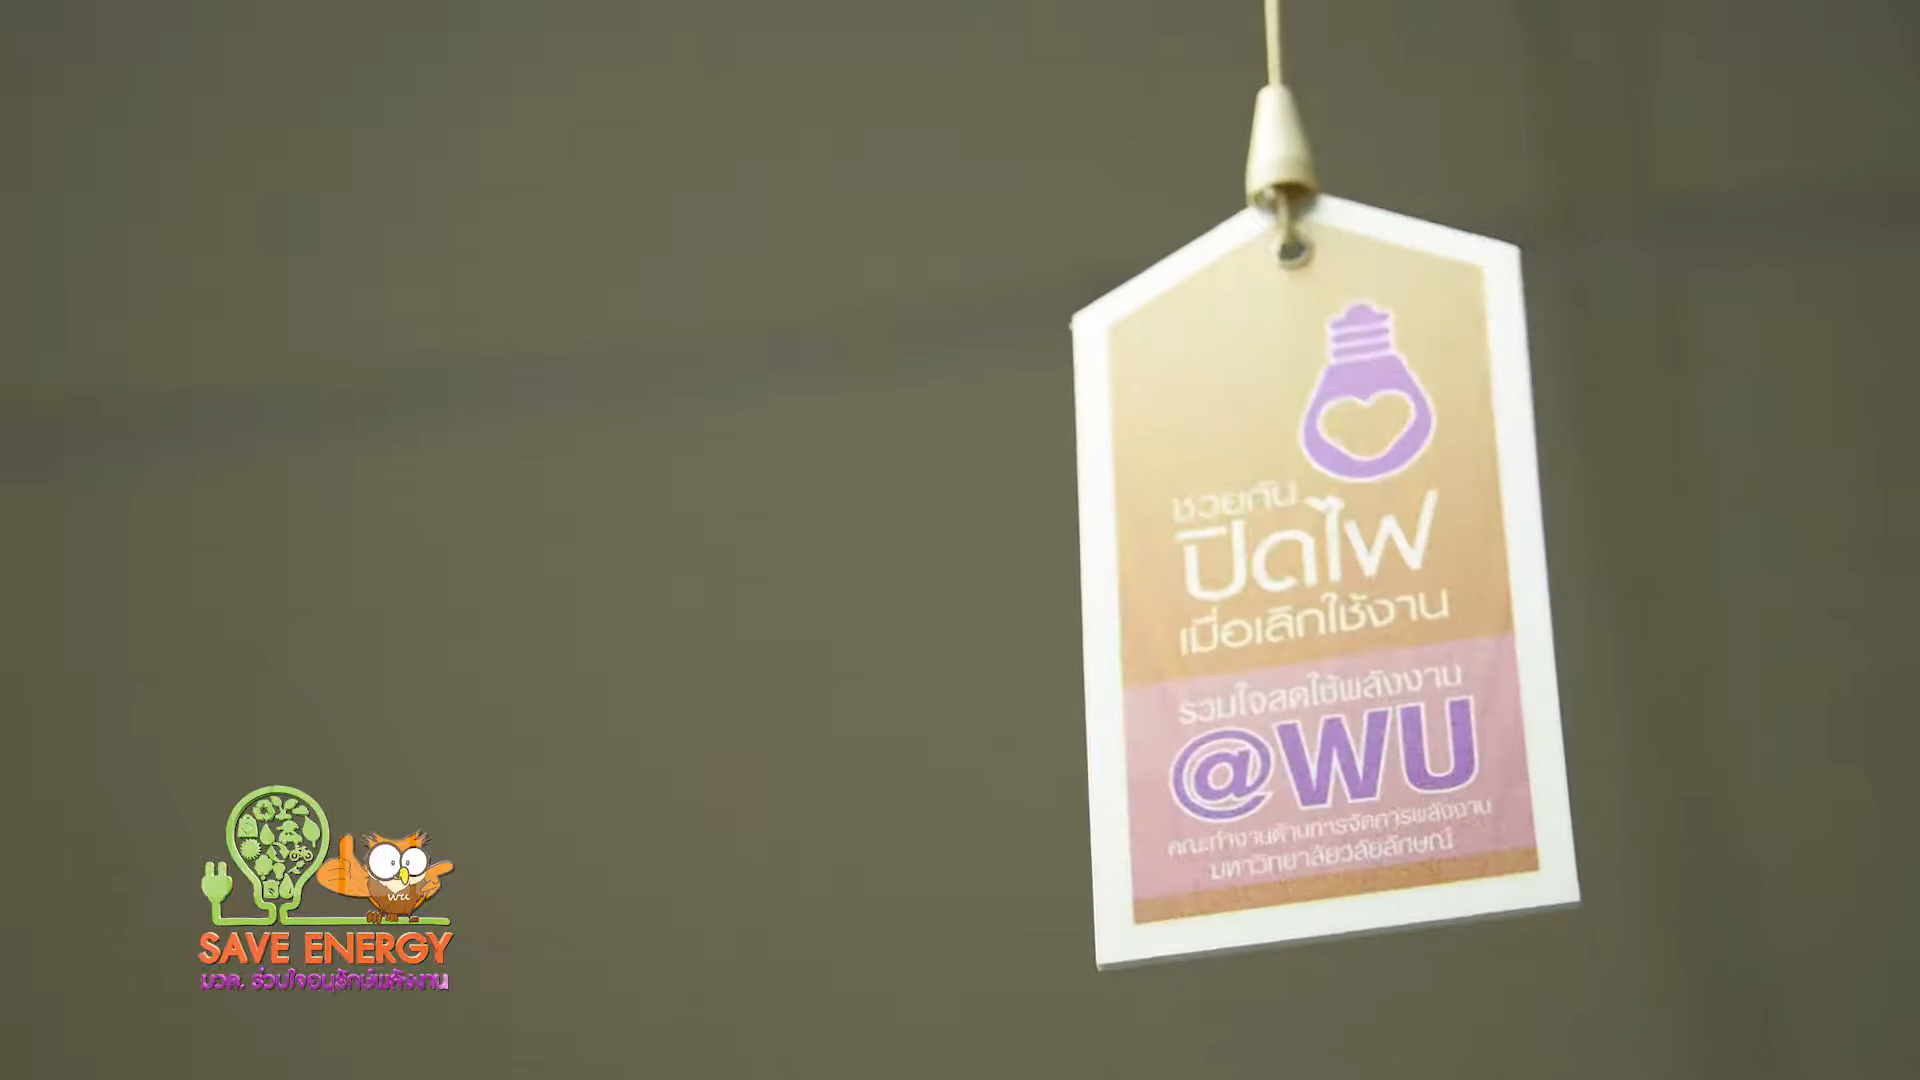 ช่วยกัน
ปิดไฟ
เมื่อเลิกใช้งาน
ร่วมใจลดใช้พลังงาน
@WU
คณะทำงานด้านการจัดการพลังงาน
มหาวิทยาลัยวลัยลักษณ์
wu
SAVE ENERGY
มวล. ร่วมใจอนุรักษ์พลังงาน